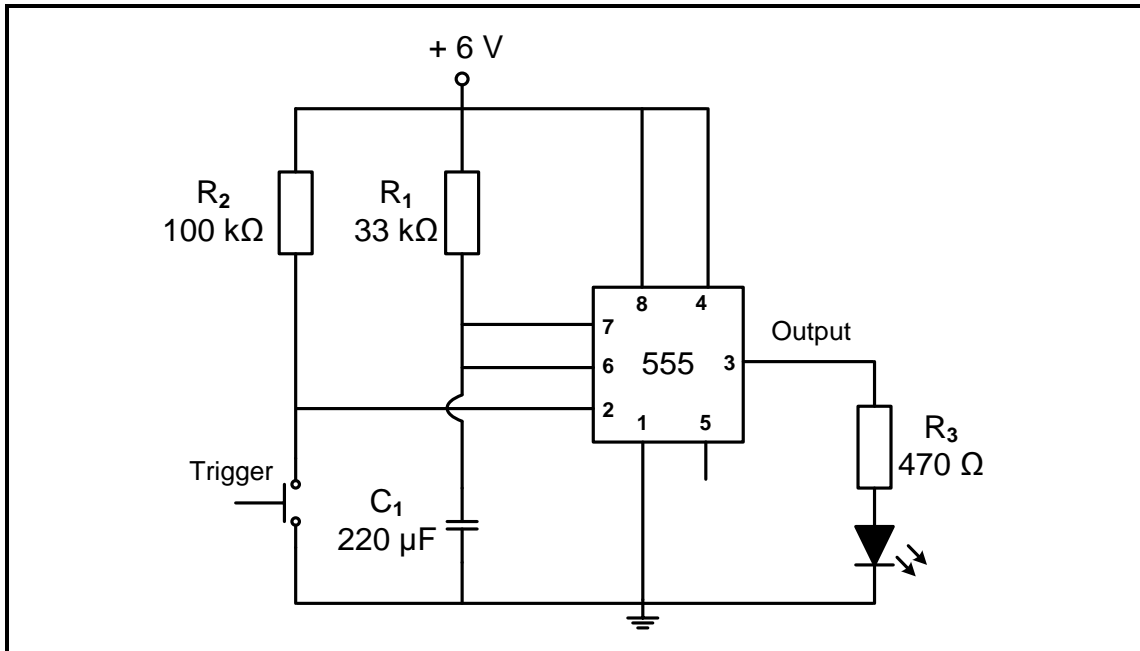 + 6 V
R₂
100 kΩ
R₁
33 kΩ
8
4
7
6
555
3
2
1
5
Output
R₃
470 Ω
Trigger
C₁
220 µF